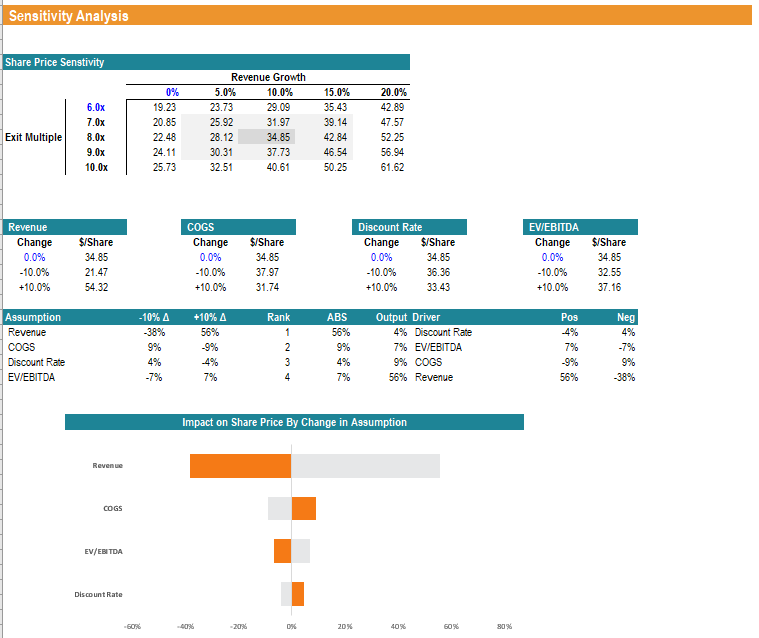 Sensitivity Analysis
Share Price Senstivity
Revenue Growth
0% 5.0% 10.0% 15.0% 20.0%
6.0x 19.23 23.73 29.09 35.43 42.89
7.0x 20.85 25.92 31.97 39.14 47.57
Exit Multiple 8.0x 22.48 28.12 34.85 42.84 52.25
9.0x 24.11 30.31 37.73 46.54 56.94
10.0x 25.73 32.51 40.61 50.25 61.62
Revenue COGS Discount Rate EV/EBITDA
Change $/Share Change $/Share Change $/Share Change $/Share
0.0% 34.85 0.0% 34.85 0.0% 34.85 0.0% 34.85
-10.0% 21.47 -10.0% 37.97 -10.0% 36.36 -10.0% 32.55
+10.0% 54.32 +10.0% 31.74 +10.0% 33.43 +10.0% 37.16
Assumption -10% Δ +10% Δ Rank ABS Output Driver Pos Neg
Revenue -38% 56% 1 56% 4% Discount Rate -4% 4%
COGS 9% -9% 2 9% 7% EV/EBITDA 7% -7%
Discount Rate 4% -4% 3 4% 9% COGS -9% 9%
EV/EBITDA -7% 7% 4 7% 56% Revenue 56% -38%
Impact on Share Price By Change in Assumption
Revenue
COGS
EV/EBITDA
Discount Rate
-60% -40% -20% 0% 20% 40% 60% 80%